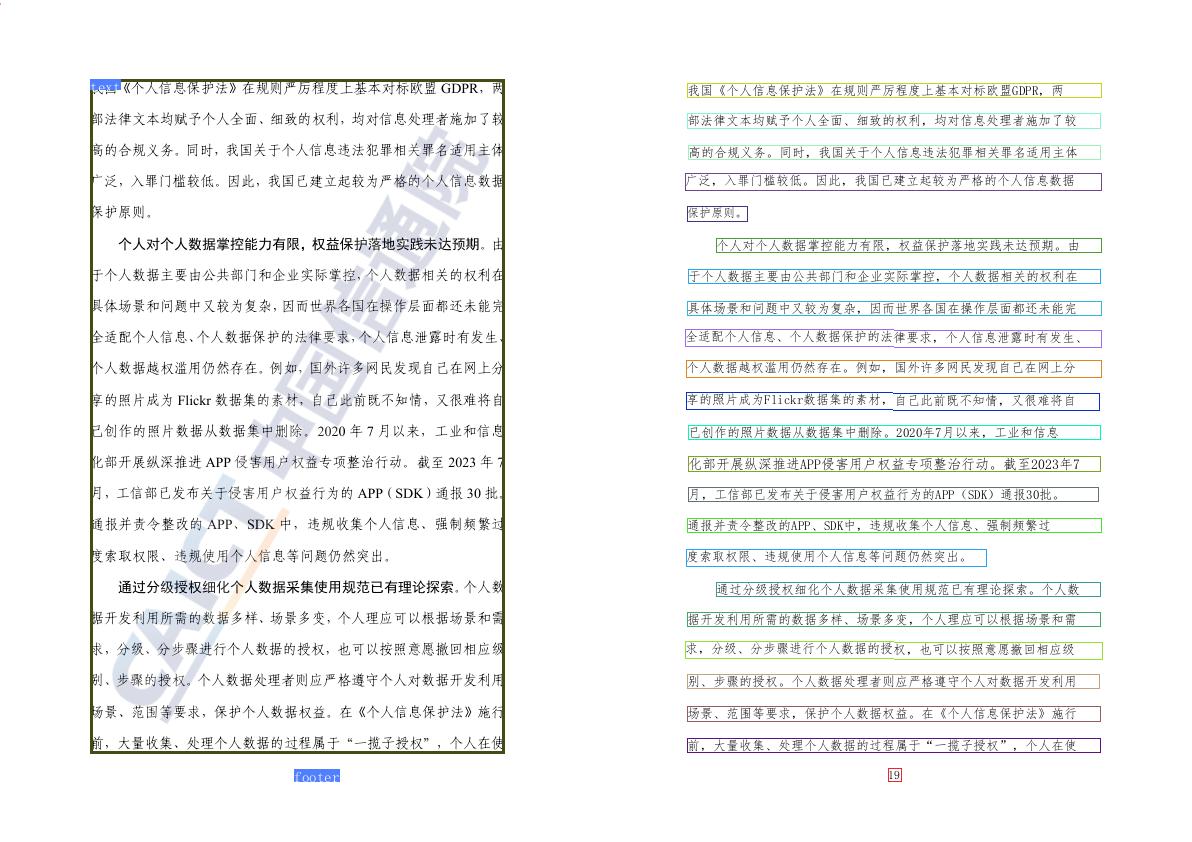 text
我国《个人信息保护法》在规则严厉程度上基本对标欧盟 GDPR，两
部法律文本均赋予个人全面、细致的权利，均对信息处理者施加了较
高的合规义务。同时，我国关于个人信息违法犯罪相关罪名适用主体
广泛，入罪门槛较低。因此，我国已建立起较为严格的个人信息数据
保护原则。
个人对个人数据掌控能力有限，权益保护落地实践未达预期。由
于个人数据主要由公共部门和企业实际掌控，个人数据相关的权利在
具体场景和问题中又较为复杂，因而世界各国在操作层面都还未能完
全适配个人信息、个人数据保护的法律要求，个人信息泄露时有发生、
个人数据越权滥用仍然存在。例如，国外许多网民发现自己在网上分
享的照片成为 Flickr 数据集的素材，自己此前既不知情，又很难将自
己创作的照片数据从数据集中删除。2020 年 7 月以来，工业和信息
化部开展纵深推进 APP 侵害用户权益专项整治行动。截至 2023 年 7
月，工信部已发布关于侵害用户权益行为的 APP（SDK）通报 30 批。
通报并责令整改的 APP、SDK 中，违规收集个人信息、强制频繁过
度索取权限、违规使用个人信息等问题仍然突出。
通过分级授权细化个人数据采集使用规范已有理论探索。个人数
据开发利用所需的数据多样、场景多变，个人理应可以根据场景和需
求，分级、分步骤进行个人数据的授权，也可以按照意愿撤回相应级
别、步骤的授权。个人数据处理者则应严格遵守个人对数据开发利用
场景、范围等要求，保护个人数据权益。在《个人信息保护法》施行
前，大量收集、处理个人数据的过程属于“一揽子授权”，个人在使
footer
CAICT 中国信通院
我国《个人信息保护法》在规则严厉程度上基本对标欧盟GDPR，两
部法律文本均赋予个人全面、细致的权利，均对信息处理者施加了较
高的合规义务。同时，我国关于个人信息违法犯罪相关罪名适用主体
广泛，入罪门槛较低。因此，我国已建立起较为严格的个人信息数据
保护原则。
个人对个人数据掌控能力有限，权益保护落地实践未达预期。由
于个人数据主要由公共部门和企业实际掌控，个人数据相关的权利在
具体场景和问题中又较为复杂，因而世界各国在操作层面都还未能完
全适配个人信息、个人数据保护的法律要求，个人信息泄露时有发生、
个人数据越权滥用仍然存在。例如，国外许多网民发现自己在网上分
享的照片成为Flickr数据集的素材，自己此前既不知情，又很难将自
己创作的照片数据从数据集中删除。2020年7月以来，工业和信息
化部开展纵深推进APP侵害用户权益专项整治行动。截至2023年7
月，工信部已发布关于侵害用户权益行为的APP（SDK）通报30批。
通报并责令整改的APP、SDK中，违规收集个人信息、强制频繁过
度索取权限、违规使用个人信息等问题仍然突出。
通过分级授权细化个人数据采集使用规范已有理论探索。个人数
据开发利用所需的数据多样、场景多变，个人理应可以根据场景和需
求，分级、分步骤进行个人数据的授权，也可以按照意愿撤回相应级
别、步骤的授权。个人数据处理者则应严格遵守个人对数据开发利用
场景、范围等要求，保护个人数据权益。在《个人信息保护法》施行
前，大量收集、处理个人数据的过程属于“一揽子授权”，个人在使
19